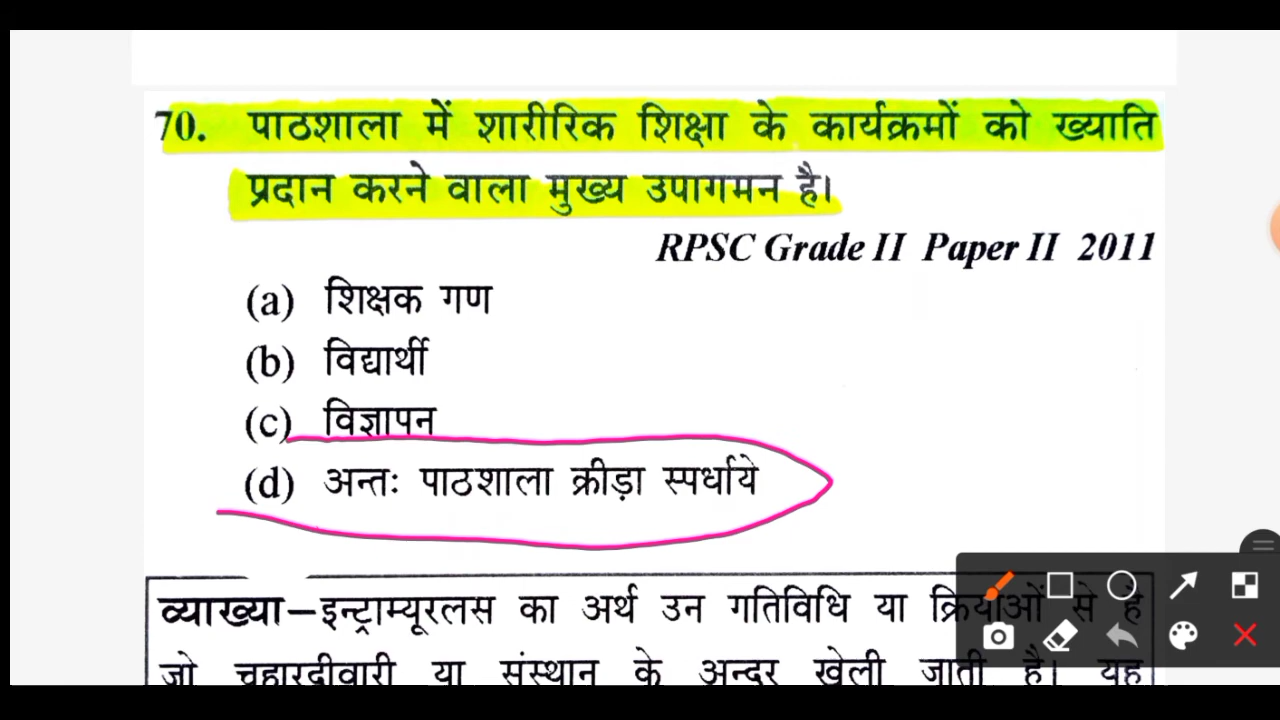 70. पाठशाला में शारीरिक शिक्षा के कार्यक्रमों को ख्याति
प्रदान करने वाला मुख्य उपागमन है।
RPSC Grade II Paper II 2011
(a) शिक्षक गण
(b) विद्यार्थी
(c) विज्ञापन
(d) अन्तः पाठशाला क्रीड़ा स्पर्धाये
व्याख्या–इन्ट्राम्यूरलस का अर्थ उन गतिविधि या क्रियाओं से है
जो चहारदीवारी या संस्थान के अन्दर खेली जाती है। यह